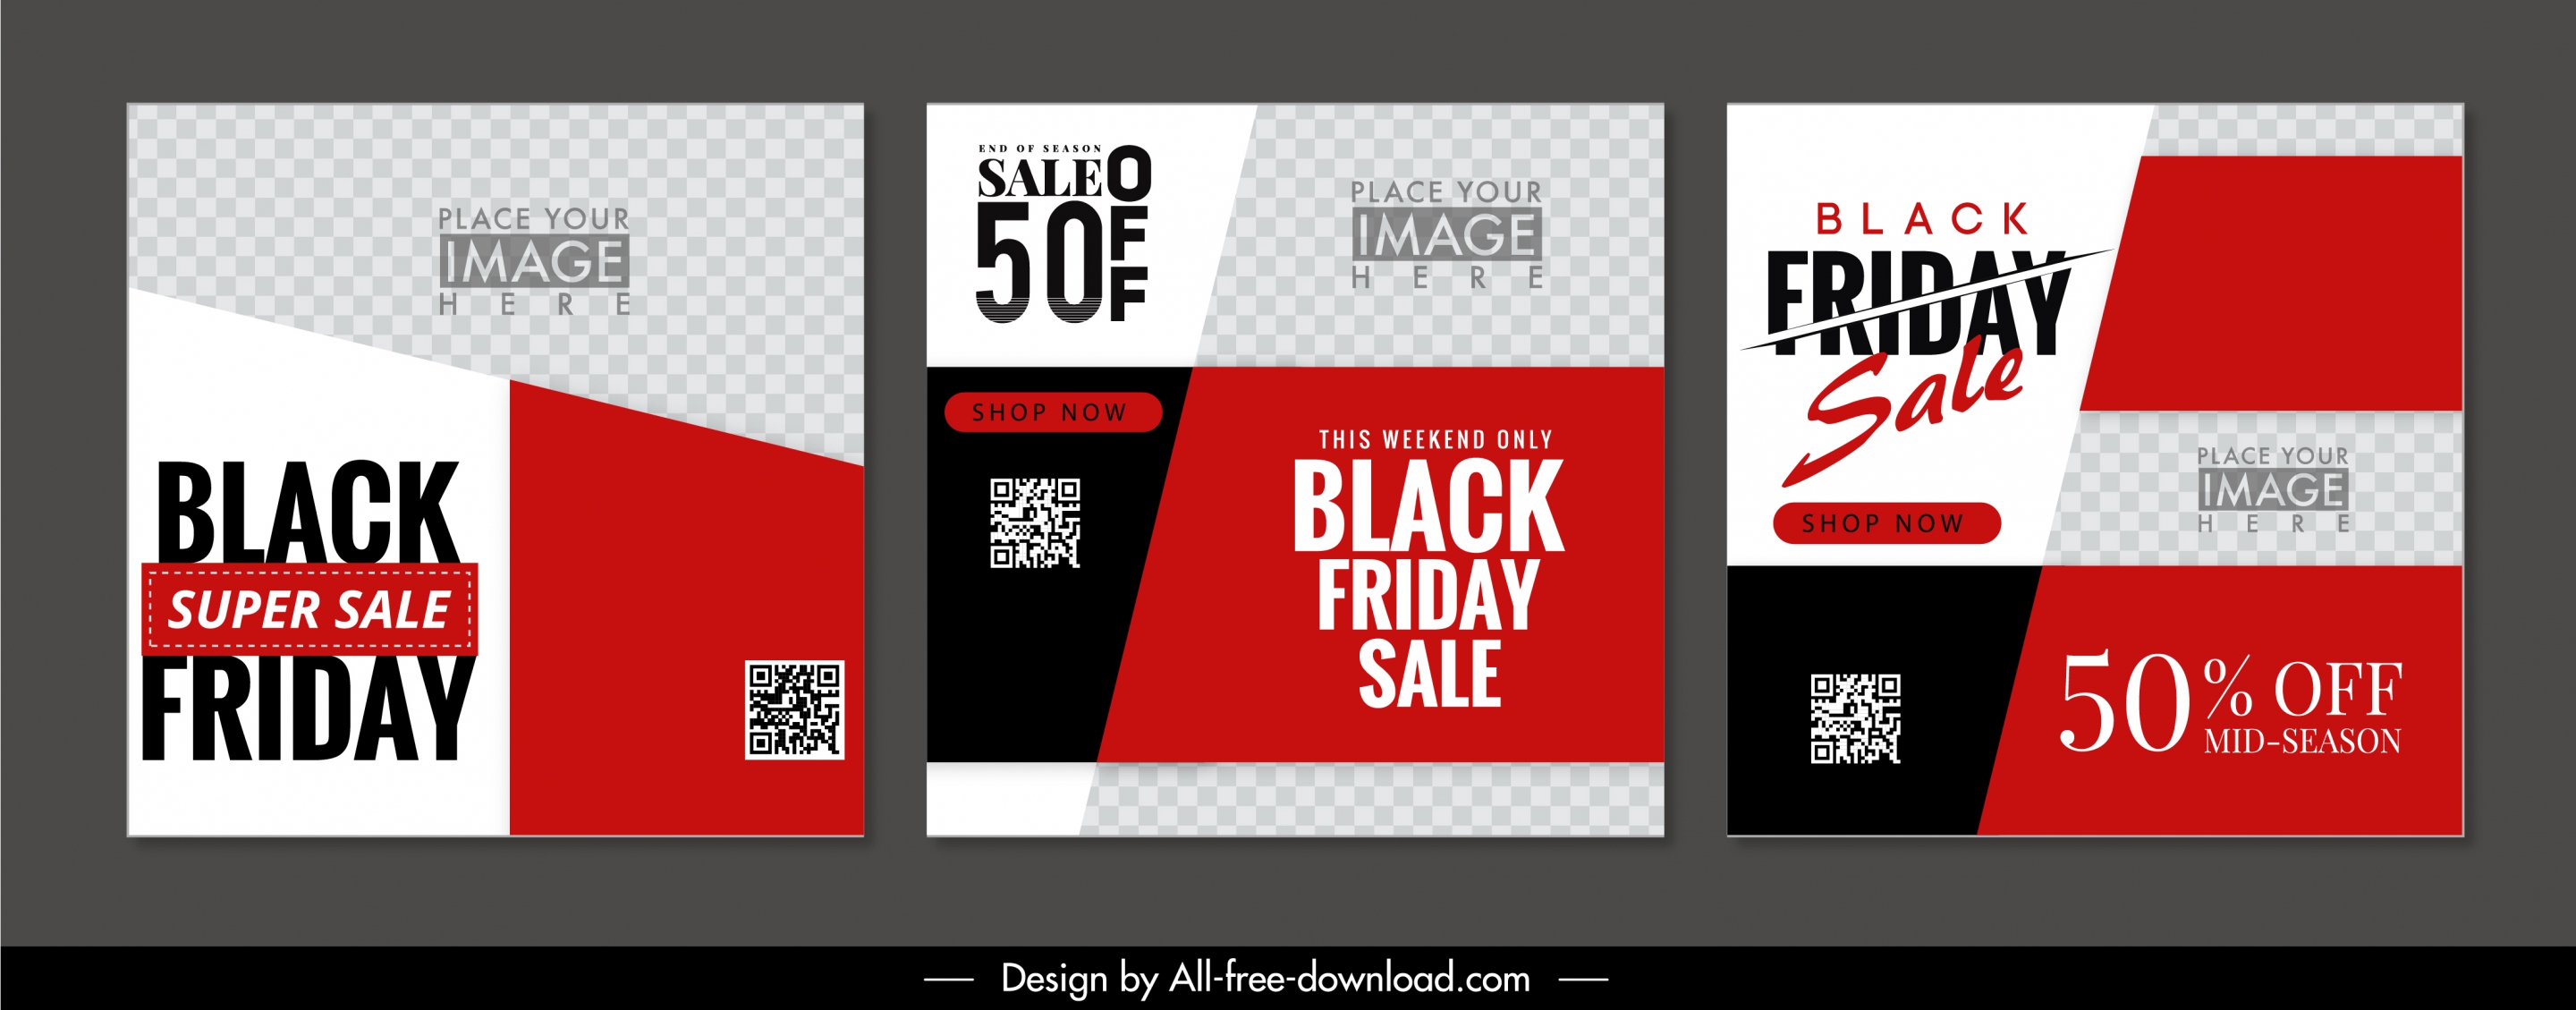 PLACE YOUR
IMAGE
HERE
BLACK
SUPER SALE
FRIDAY
END OF SEASON
SALE
50
OFF
PLACE YOUR
IMAGE
HERE
SHOP NOW
THIS WEEKEND ONLY
BLACK
FRIDAY
SALE
BLACK
FRIDAY
Sale
SHOP NOW
PLACE YOUR
IMAGE
HERE
50% OFF
MID-SEASON
Design by All-free-download.com